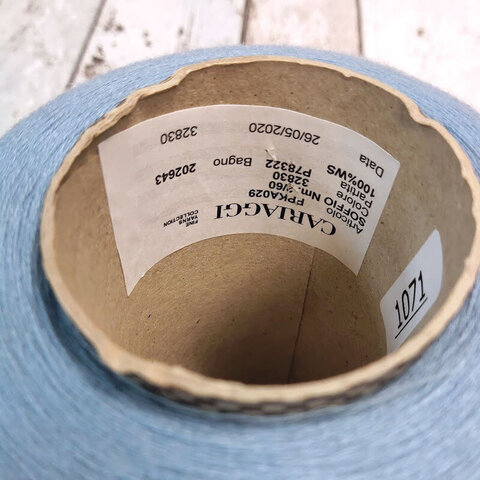 CARIAGGI FINE YARNS COLLECTION
Articolo FPKA029
SOFFIO Nm. 2/60
Colore 32830
Partita P78322 Bagno 202643
100%WS
Data 26/05/2020 32830
1071